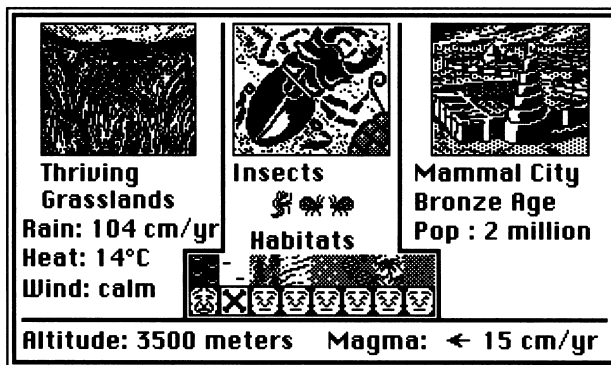 Thriving
Grasslands
Rain: 104 cm/yr
Heat: 14°C
Wind: calm
Insects
Habitats
Mammal City
Bronze Age
Pop : 2 million
Altitude: 3500 meters Magma: ← 15 cm/yr